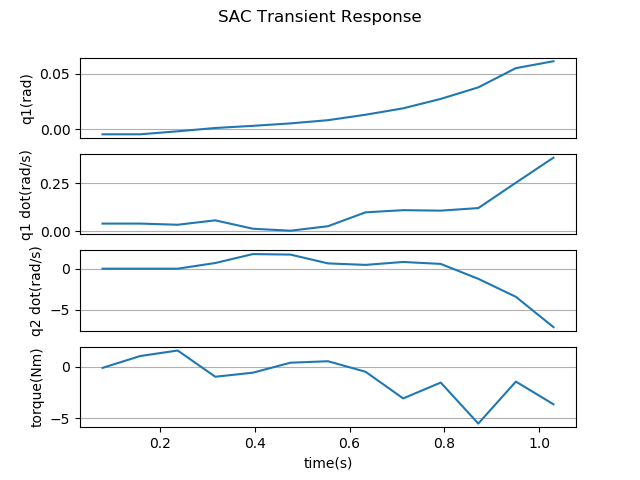 SAC Transient Response
0.05
0.00
q1(rad)
0.25
0.00
q1 dot(rad/s)
0
−5
q2 dot(rad/s)
0
−5
torque(Nm)
0.2 0.4 0.6 0.8 1.0
time(s)